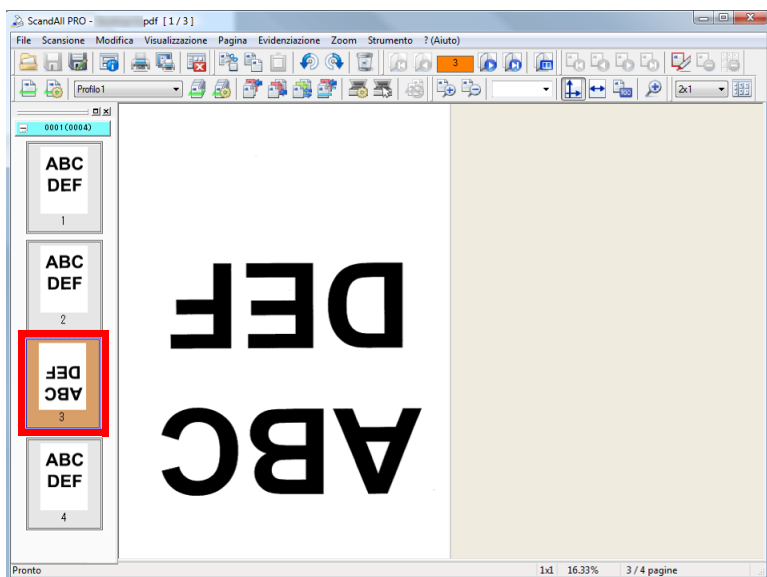 ScandAll PRO - pdf [ 1 / 3 ]
File Scansione Modifica Visualizzazione Pagina Evidenziazione Zoom Strumento ? (Aiuto)
3
Profilo1 2x1
0001(0004)
ABC
DEF
1
ABC
DEF
2
ABC
DEF
3
ABC
DEF
4
ABC
DEF
Pronto 1x1 16.33% 3 / 4 pagine